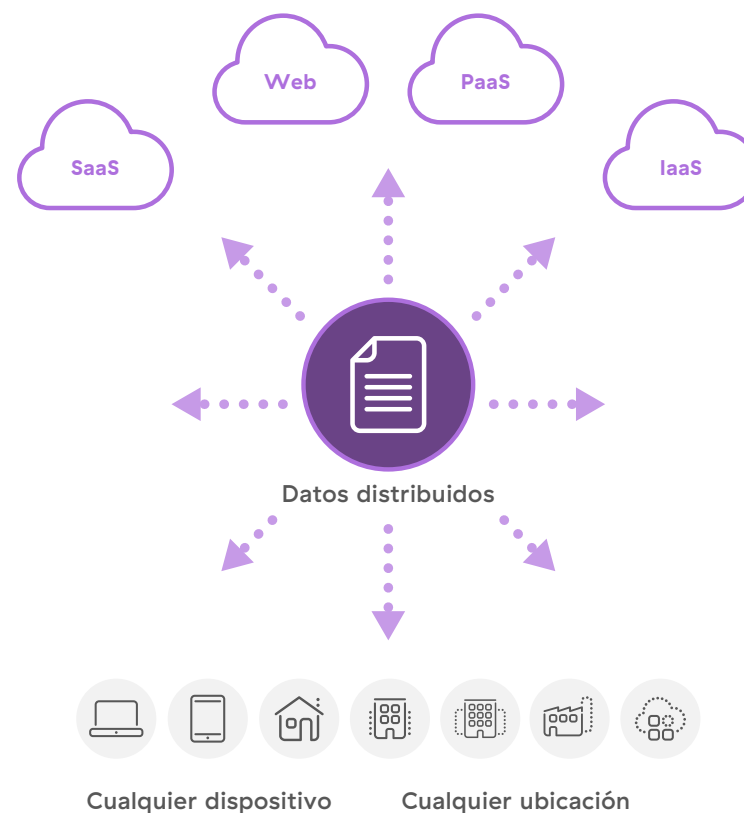 Web
PaaS
SaaS
IaaS
Datos distribuidos
Cualquier dispositivo
Cualquier ubicación